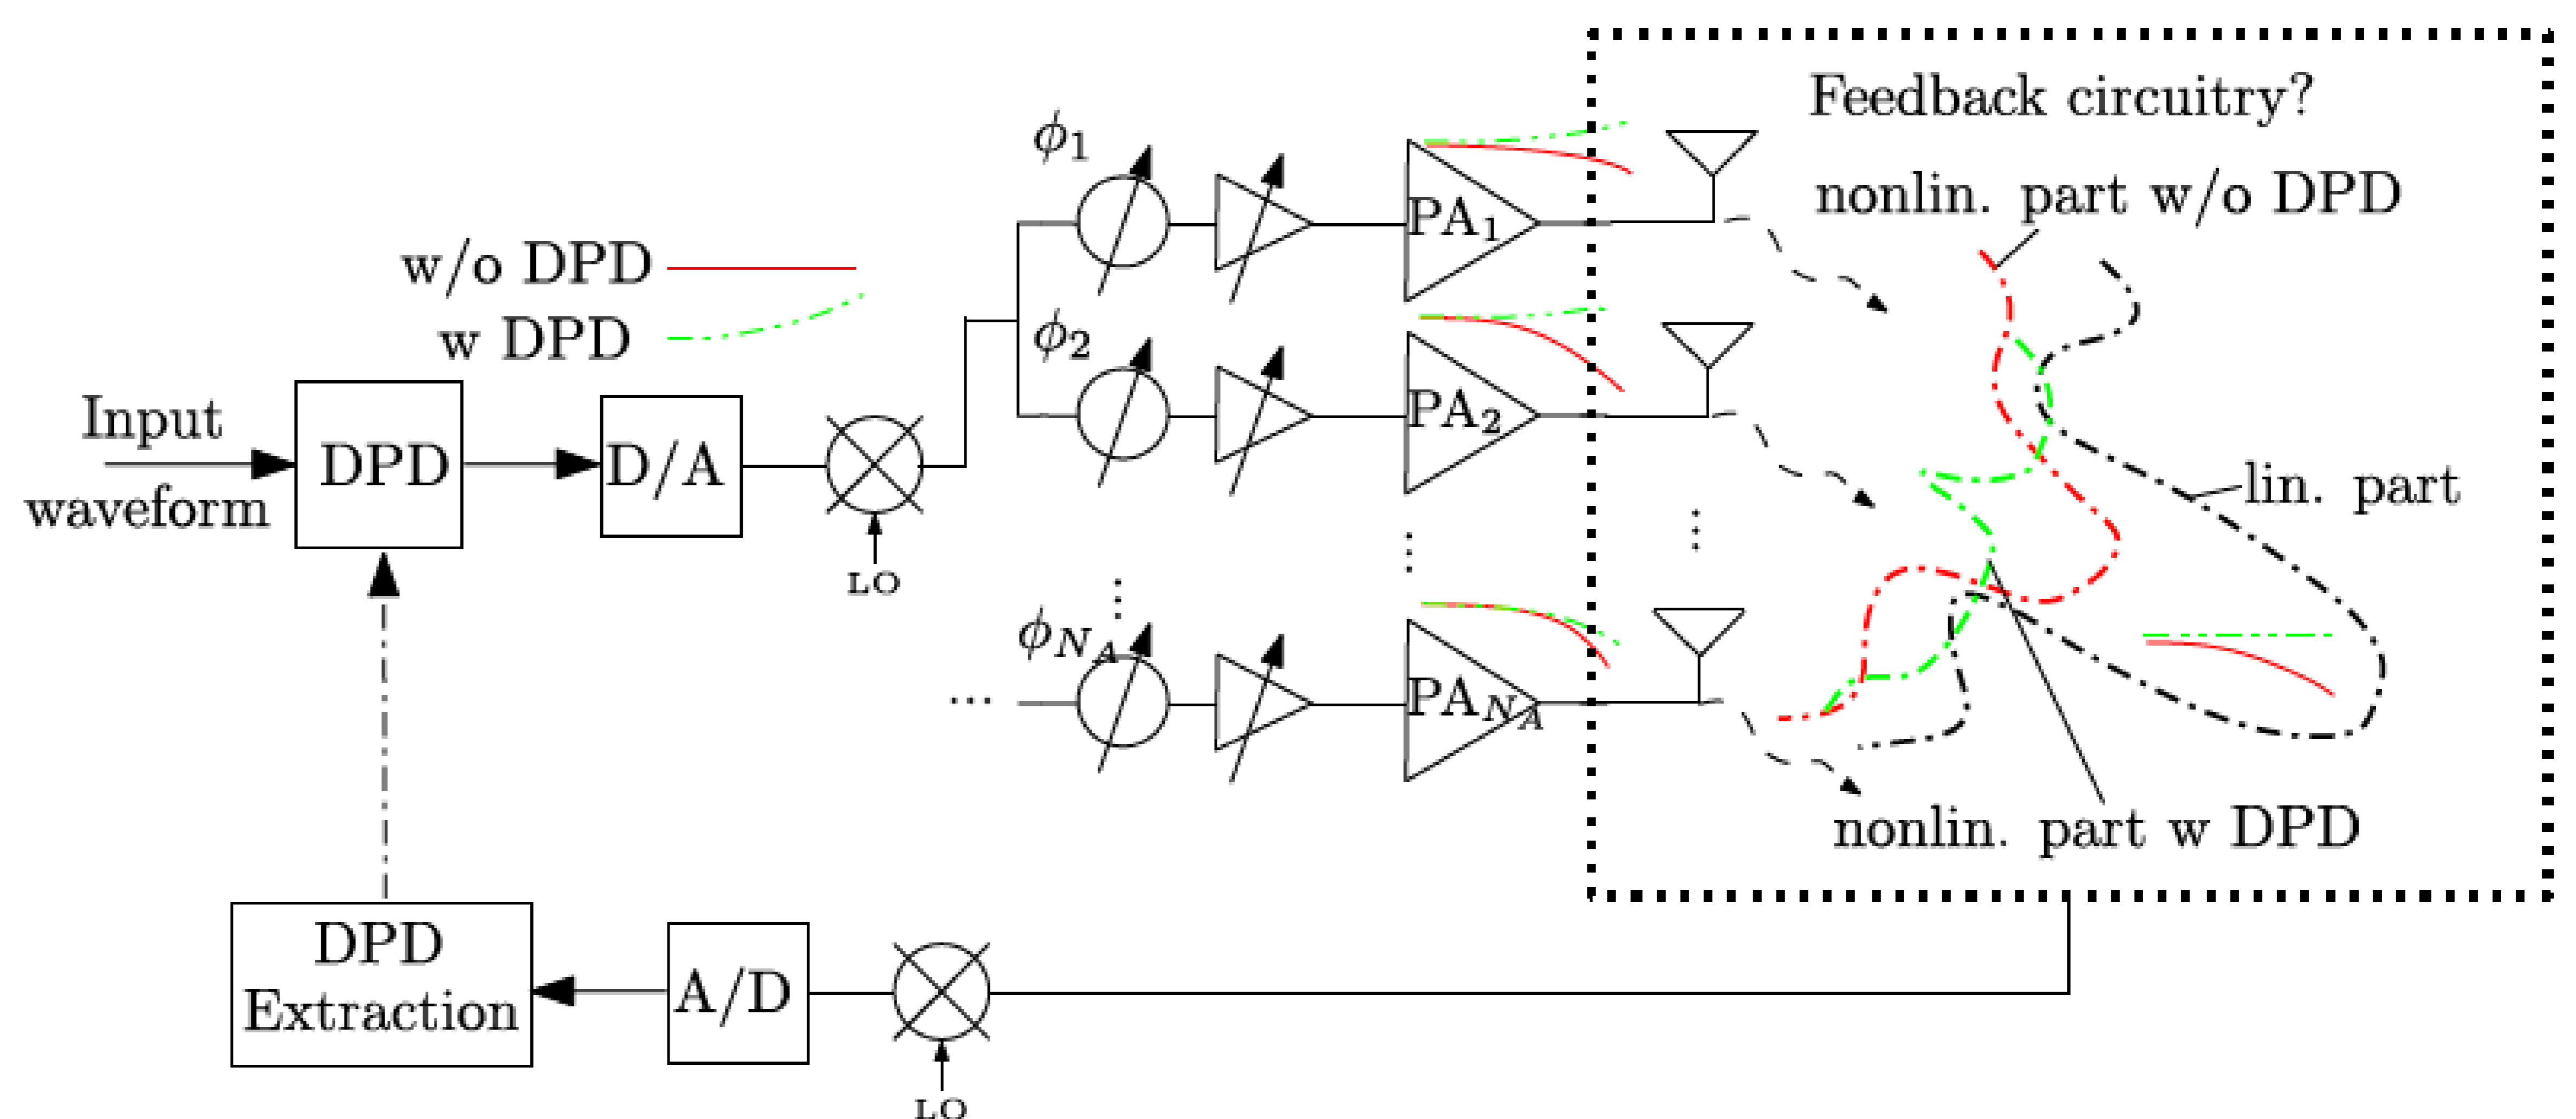 Feedback circuitry?
nonlin. part w/o DPD
ϕ1
PA1
w/o DPD
w DPD
ϕ2
PA2
Input
waveform
DPD
D/A
LO
lin. part
ϕNA
...
PANA
nonlin. part w DPD
DPD
Extraction
A/D
LO